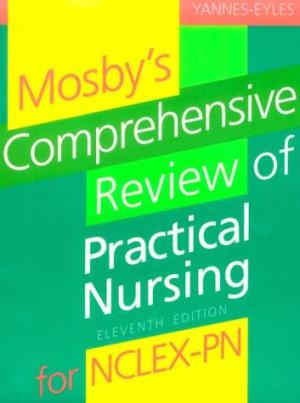 YANNES-EYLES
Mosby's
Comprehensive
Review of
Practical
Nursing
ELEVENTH EDITION
for NCLEX-PN